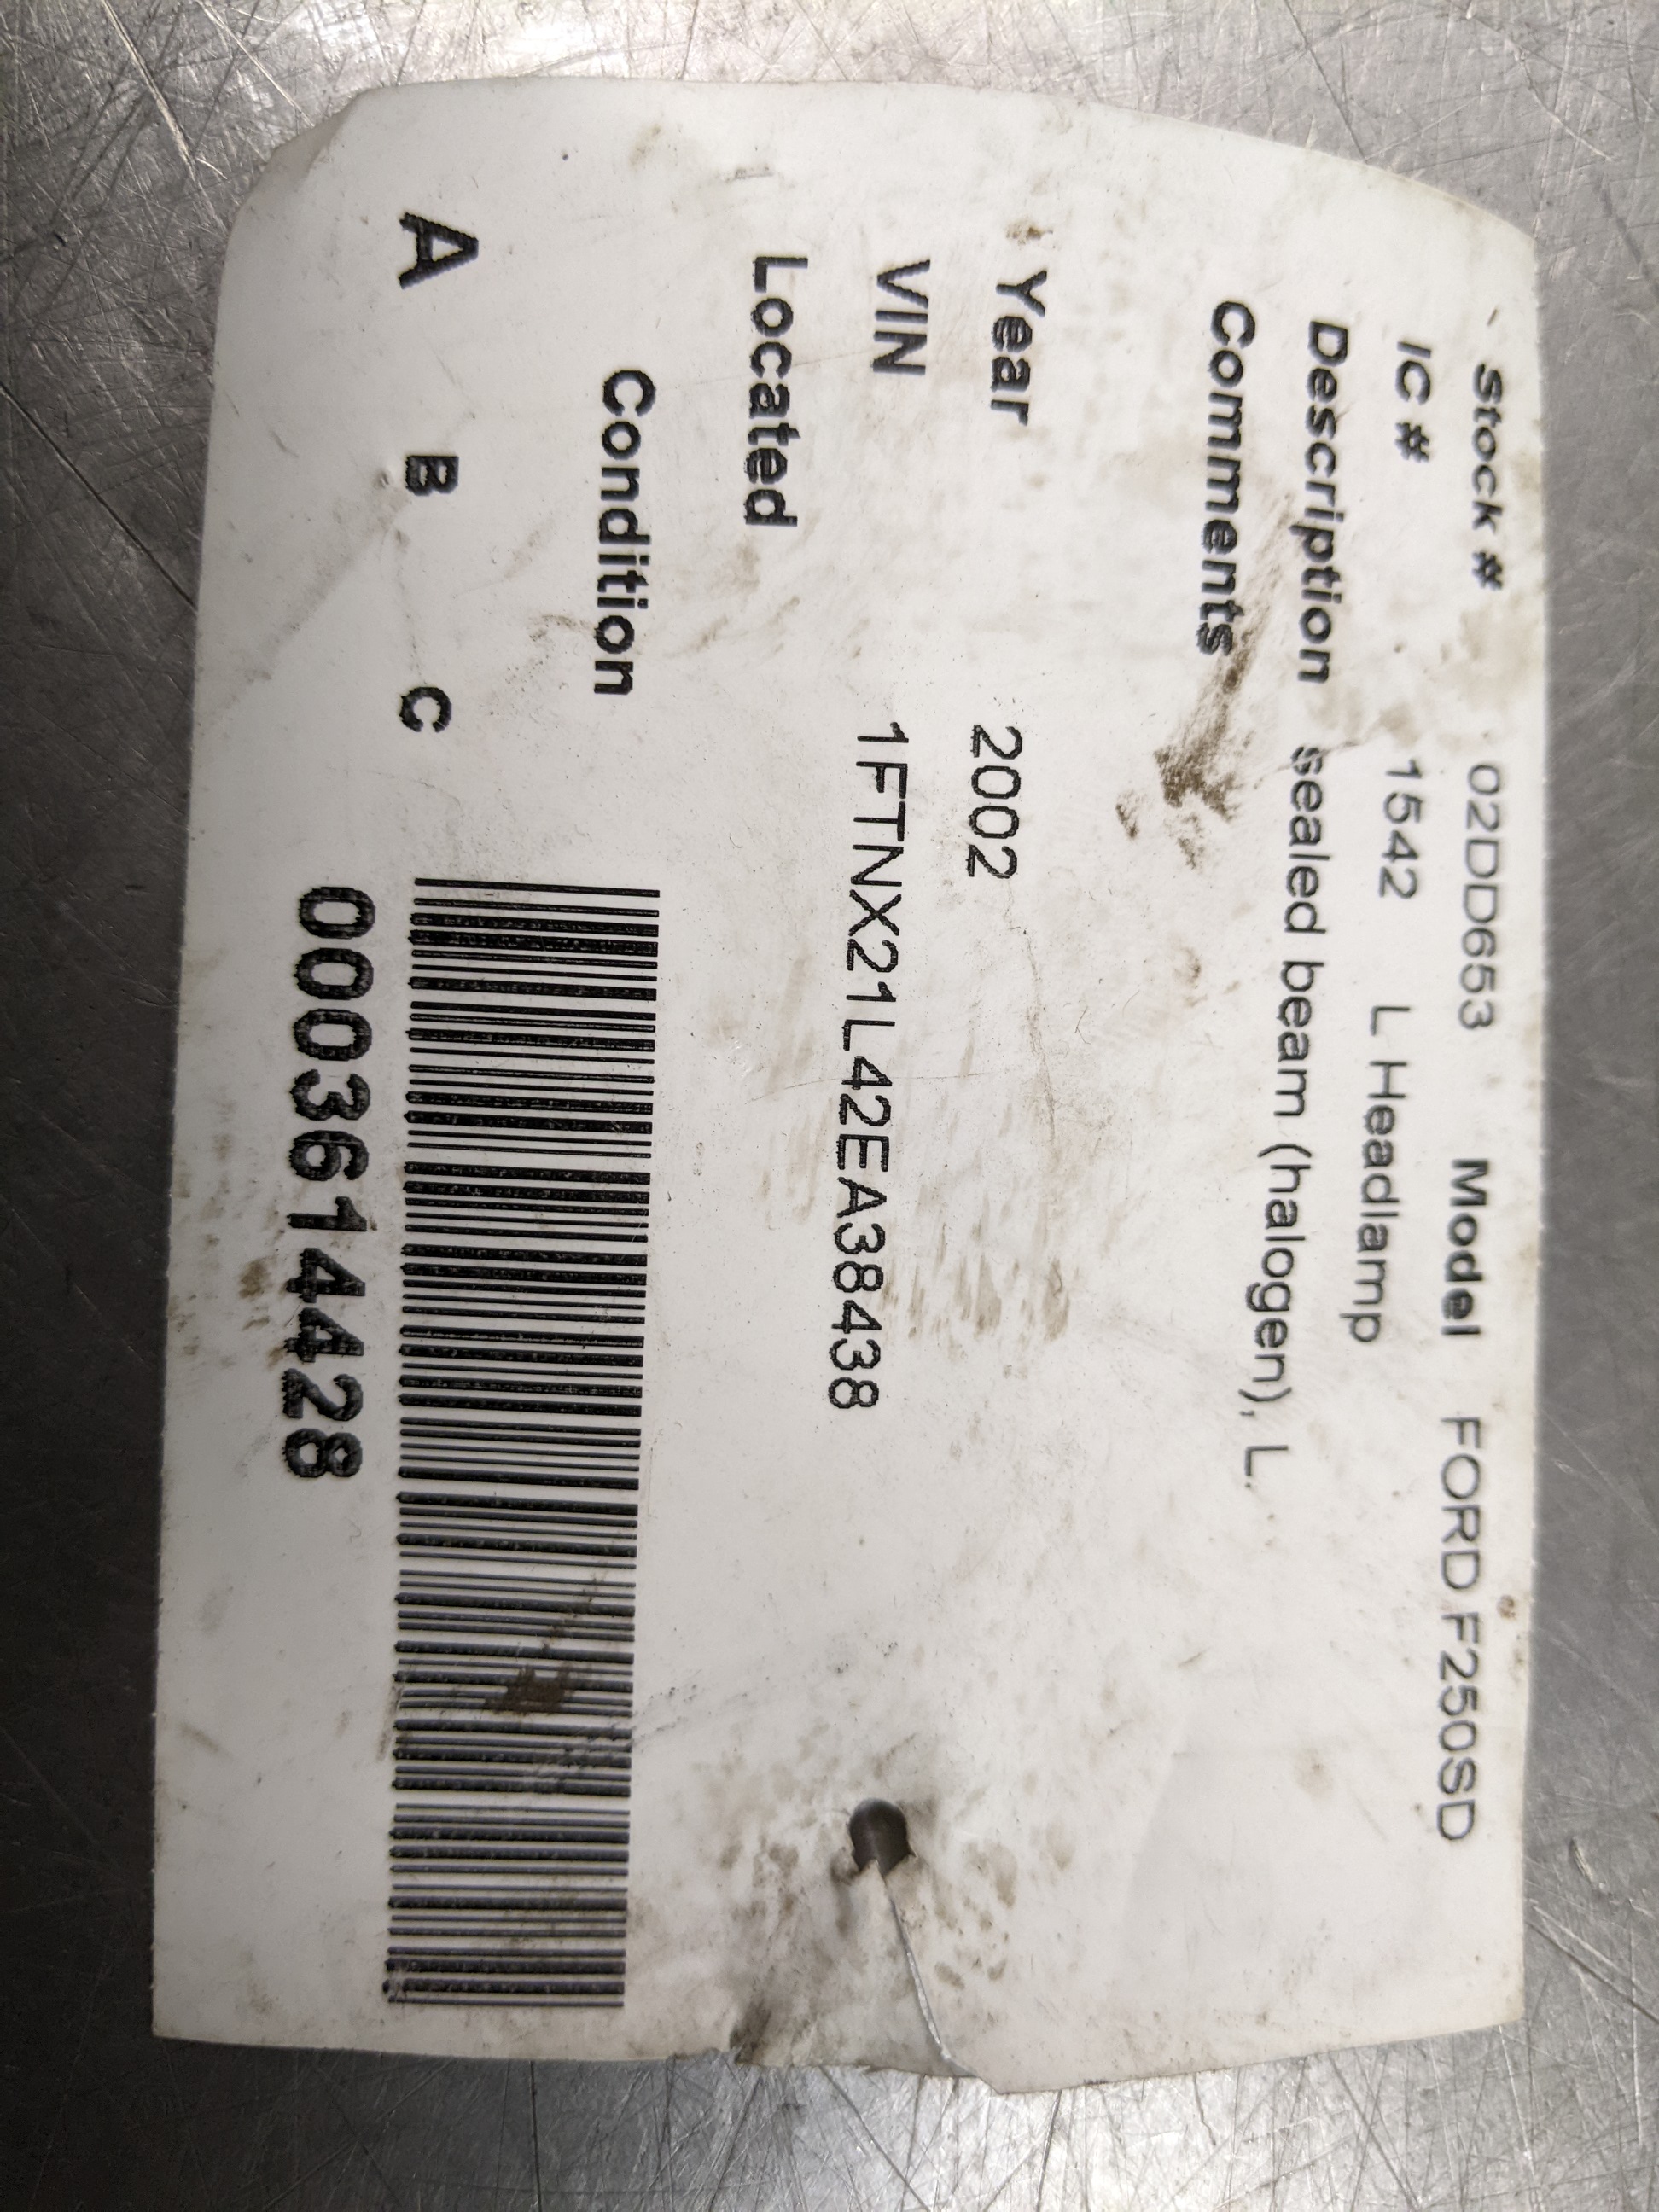 Stock # 02DD653 Model FORD F250SD
IC # 1542 L Headlamp
Description sealed beam (halogen), L.
Comments
Year 2002
VIN 1FTNX21L42EA38438
Located
Condition
A B C
0003614428